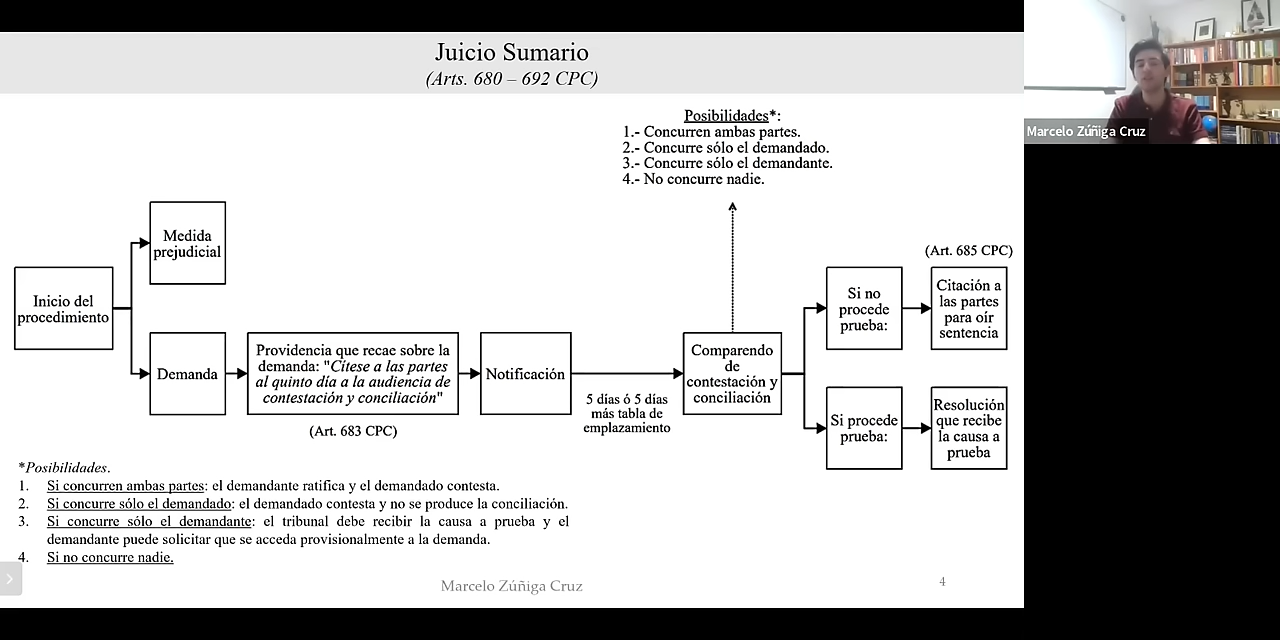 Juicio Sumario
(Arts. 680 – 692 CPC)
Posibilidades*:
1.- Concurren ambas partes.
2.- Concurre sólo el demandado.
3.- Concurre sólo el demandante.
4.- No concurre nadie.
Marcelo Zúñiga Cruz
Inicio del
procedimiento
Medida
prejudicial
Demanda
Providencia que recae sobre la
demanda: "Cítese a las partes
al quinto día a la audiencia de
contestación y conciliación"
(Art. 683 CPC)
Notificación
5 días ó 5 días
más tabla de
emplazamiento
Comparendo
de
contestación y
conciliación
Si no
procede
prueba:
(Art. 685 CPC)
Citación a
las partes
para oír
sentencia
Si procede
prueba:
Resolución
que recibe
la causa a
prueba
*Posibilidades.
1. Si concurren ambas partes: el demandante ratifica y el demandado contesta.
2. Si concurre sólo el demandado: el demandado contesta y no se produce la conciliación.
3. Si concurre sólo el demandante: el tribunal debe recibir la causa a prueba y el
demandante puede solicitar que se acceda provisionalmente a la demanda.
4. Si no concurre nadie.
Marcelo Zúñiga Cruz
4